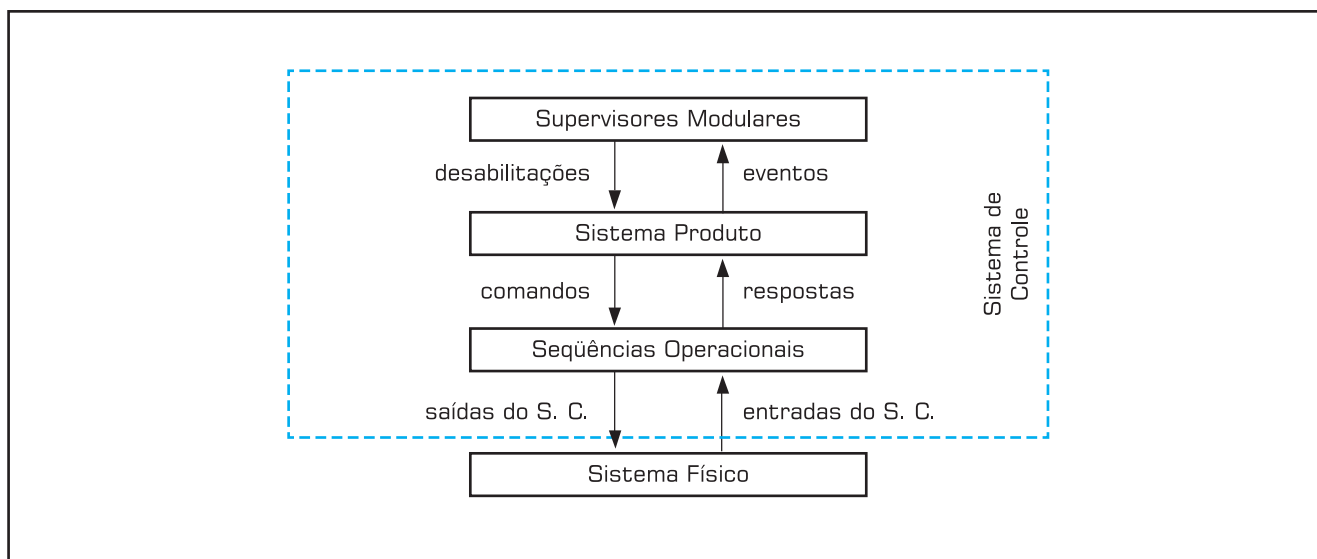 Supervisores Modulares
desabilitações
eventos
Sistema Produto
comandos
respostas
Seqüências Operacionais
saídas do S. C.
entradas do S. C.
Sistema Físico
Sistema de
Controle